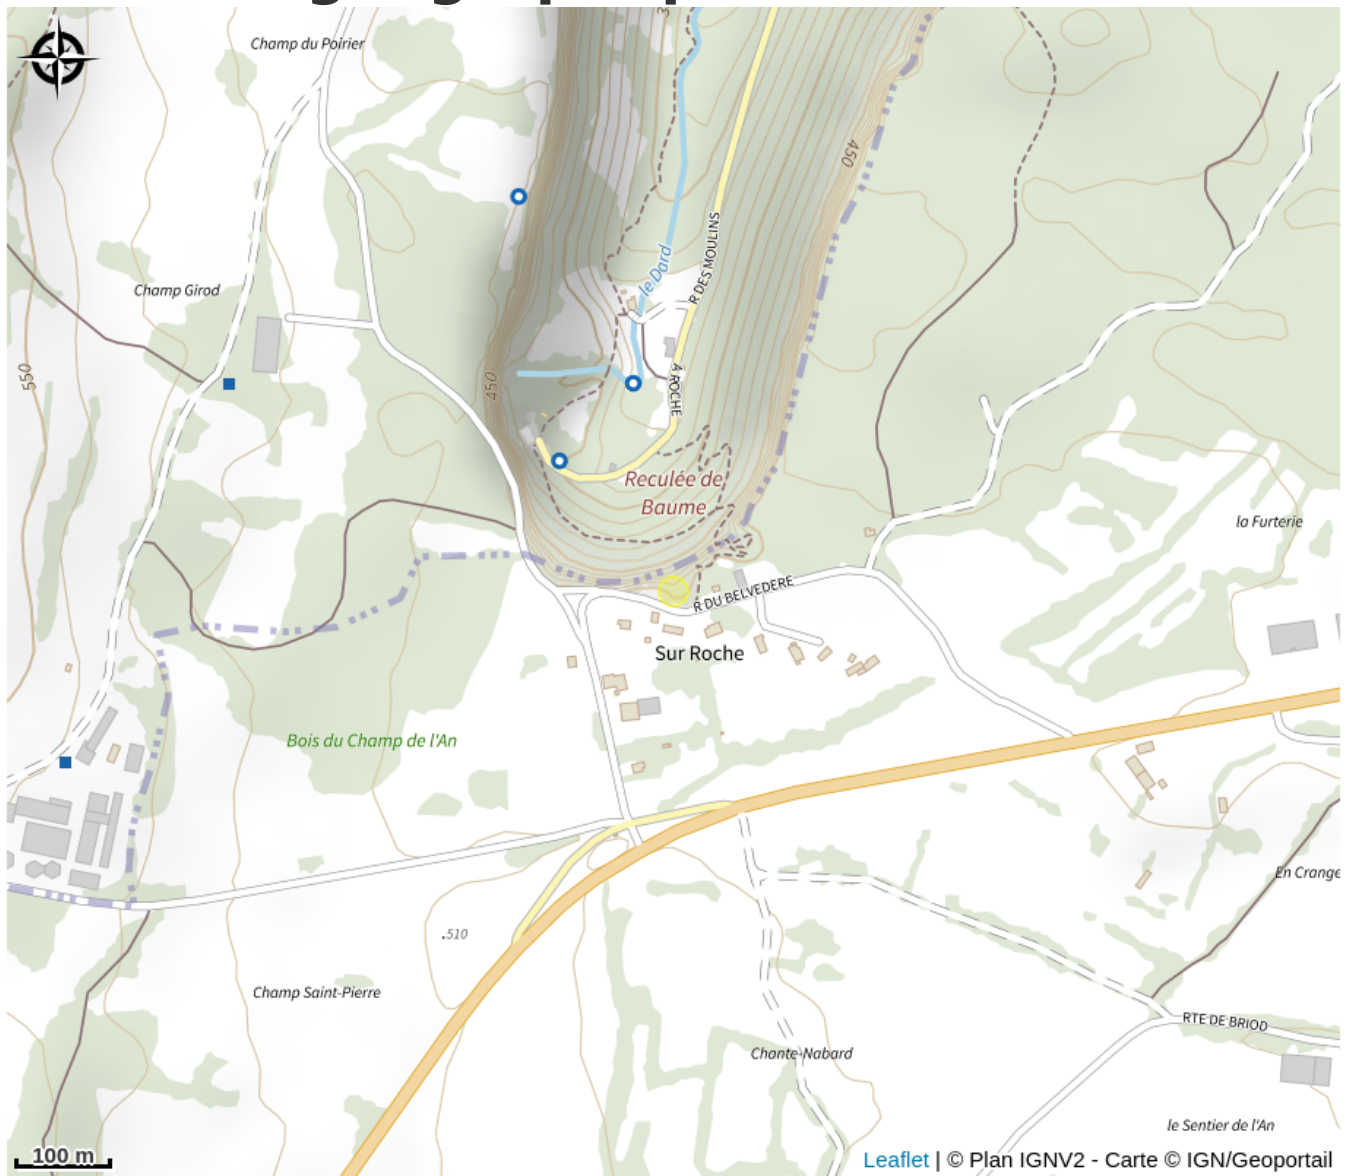 Champ du Poirier
450
R DES MOULINS
le Dard
Champ Girod
550
450
À ROCHE
Reculée de
Baume
la Furterie
R DU BELVEDERE
Sur Roche
Bois du Champ de l'An
En Crange
.510
Champ Saint-Pierre
RTE DE BRIOD
Chante-Nabard
le Sentier de l'An
100 m
Leaflet | © Plan IGNV2 - Carte © IGN/Geoportail